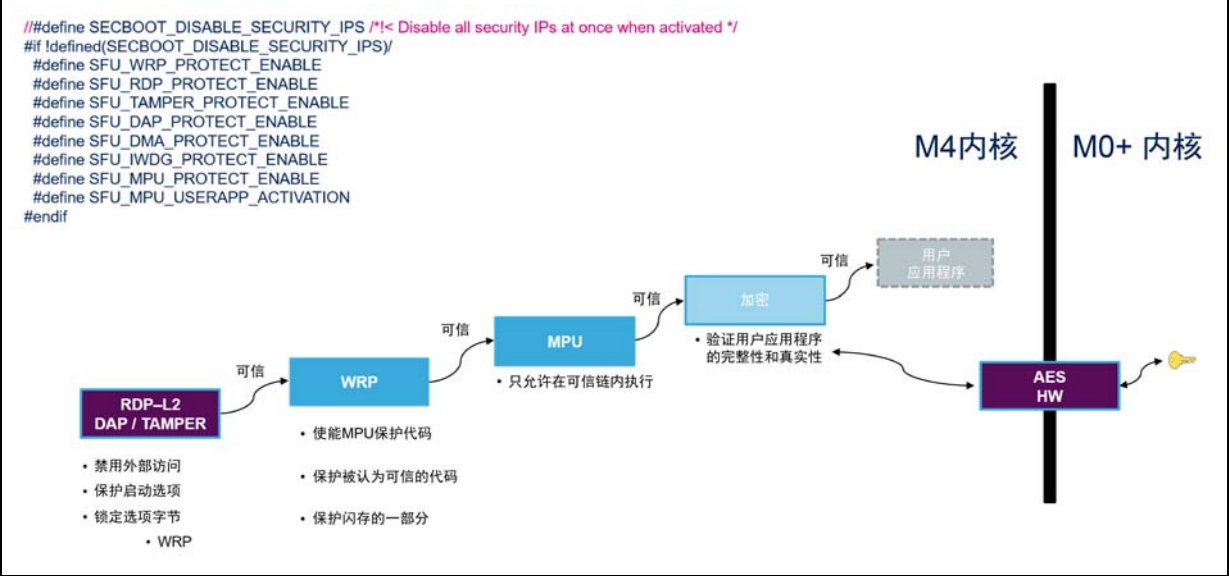 //#define SECBOOT_DISABLE_SECURITY_IPS /*!< Disable all security IPs at once when activated */
#if !defined(SECBOOT_DISABLE_SECURITY_IPS)/
#define SFU_WRP_PROTECT_ENABLE
#define SFU_RDP_PROTECT_ENABLE
#define SFU_TAMPER_PROTECT_ENABLE
#define SFU_DAP_PROTECT_ENABLE
#define SFU_DMA_PROTECT_ENABLE
#define SFU_IWDG_PROTECT_ENABLE
#define SFU_MPU_PROTECT_ENABLE
#define SFU_MPU_USERAPP_ACTIVATION
#endif
M4内核
M0+ 内核
可信
RDP–L2
DAP / TAMPER
• 禁用外部访问
• 保护启动选项
• 锁定选项字节
• WRP
可信
WRP
• 使能MPU保护代码
• 保护被认为可信的代码
• 保护闪存的一部分
可信
MPU
• 只允许在可信链内执行
可信
加密
• 验证用户应用程序
的完整性和真实性
用户
应用程序
AES
HW